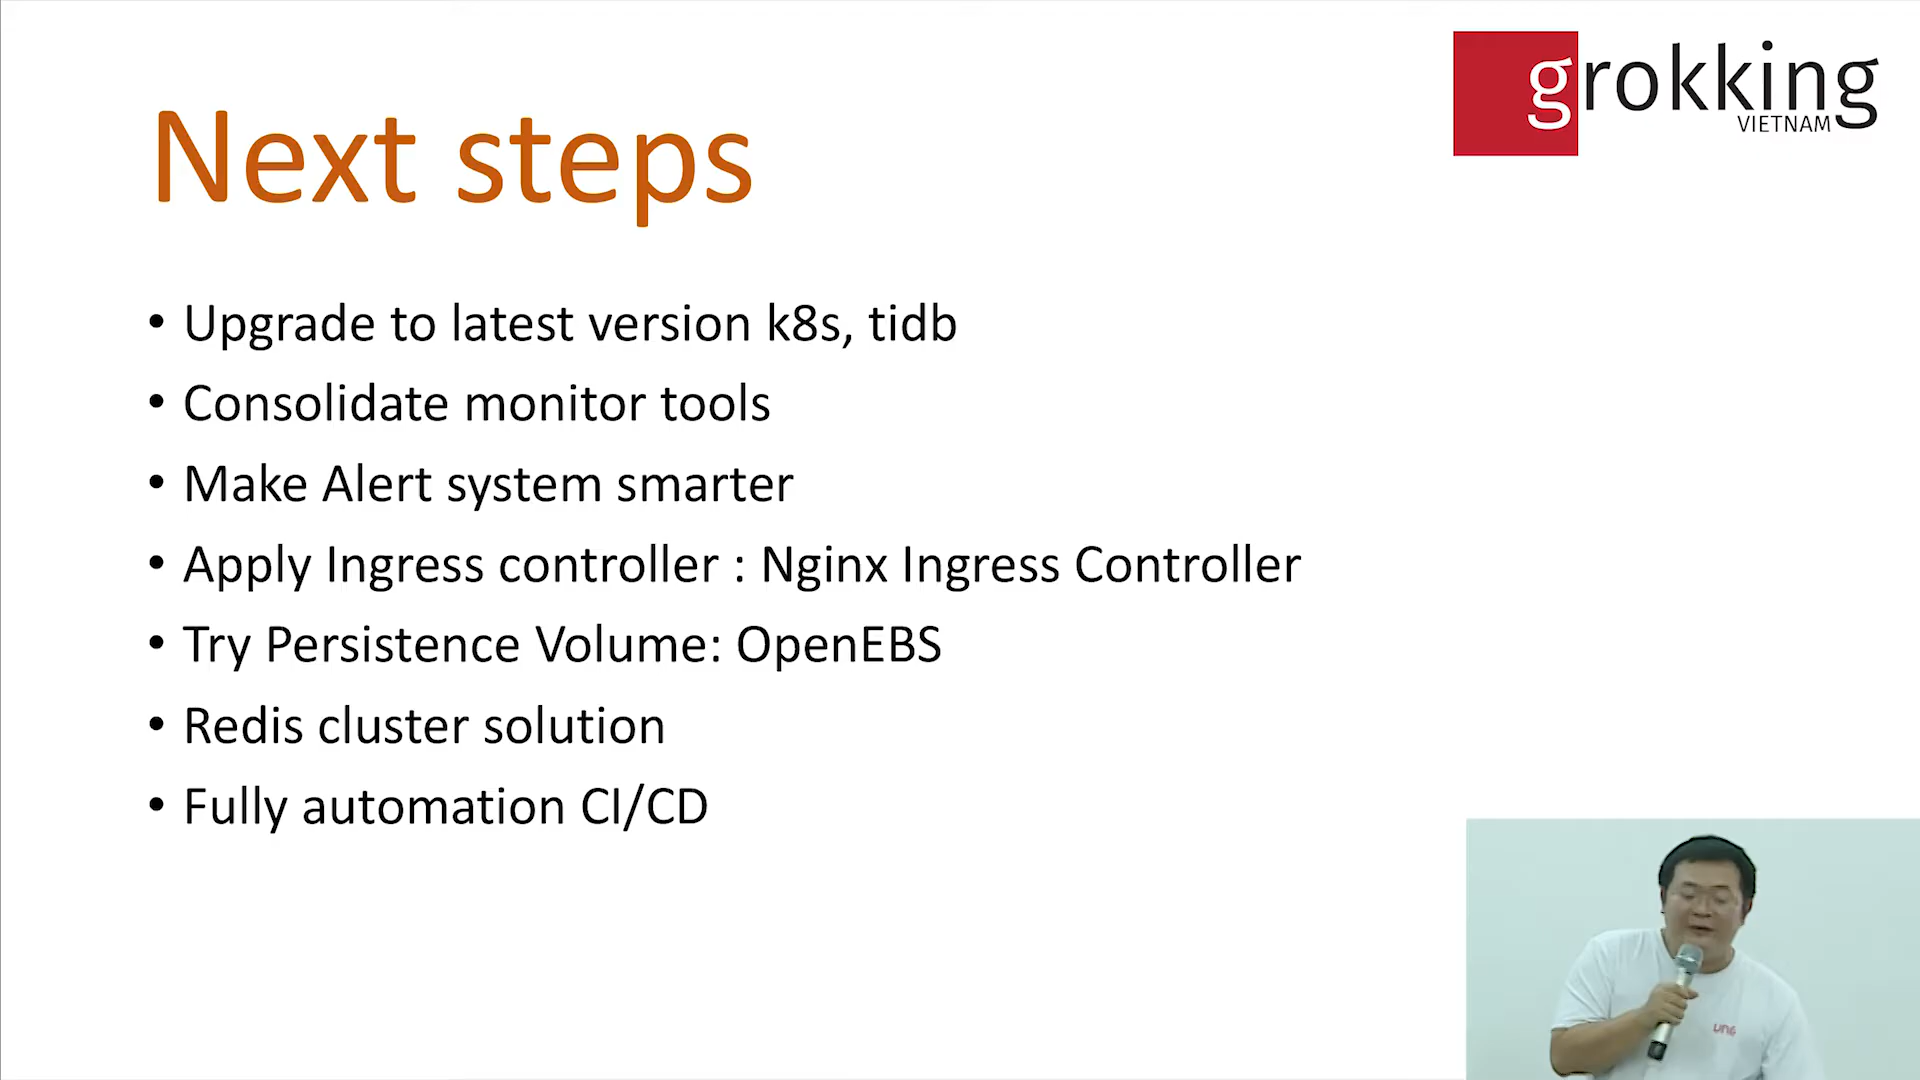 grokking
VIETNAM
Next steps
• Upgrade to latest version k8s, tidb
• Consolidate monitor tools
• Make Alert system smarter
• Apply Ingress controller : Nginx Ingress Controller
• Try Persistence Volume: OpenEBS
• Redis cluster solution
• Fully automation CI/CD
VNG